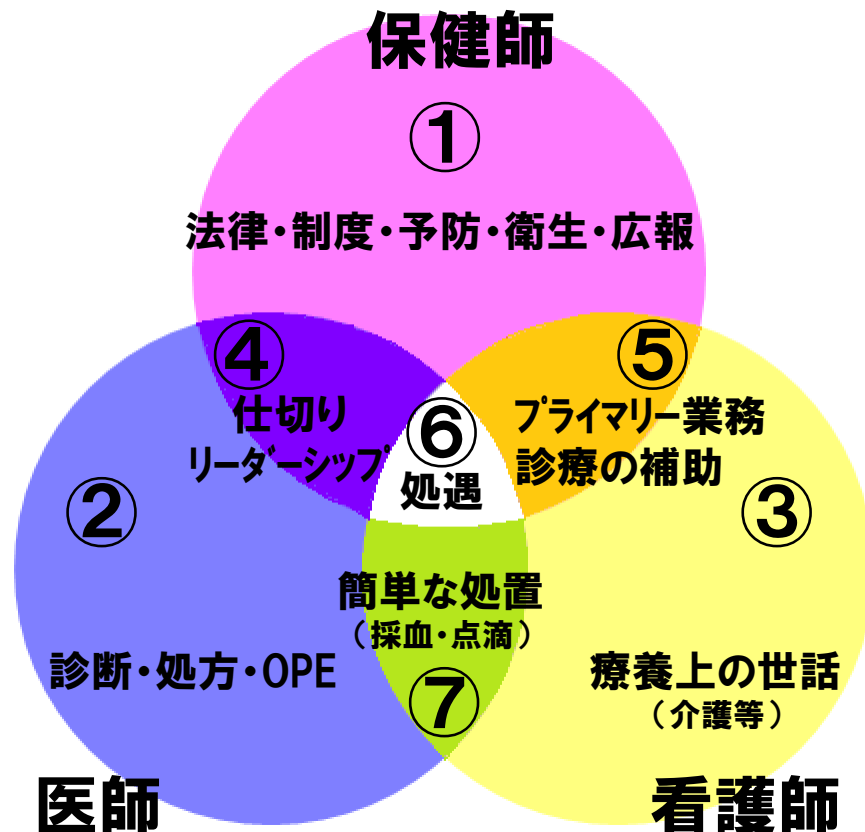 保健師
①
法律・制度・予防・衛生・広報
④
仕切り
リーダーシップ
⑤
プライマリー業務
診療の補助
⑥
処遇
②
診断・処方・OPE
③
療養上の世話
(介護等)
簡単な処置
(採血・点滴)
⑦
医師
看護師